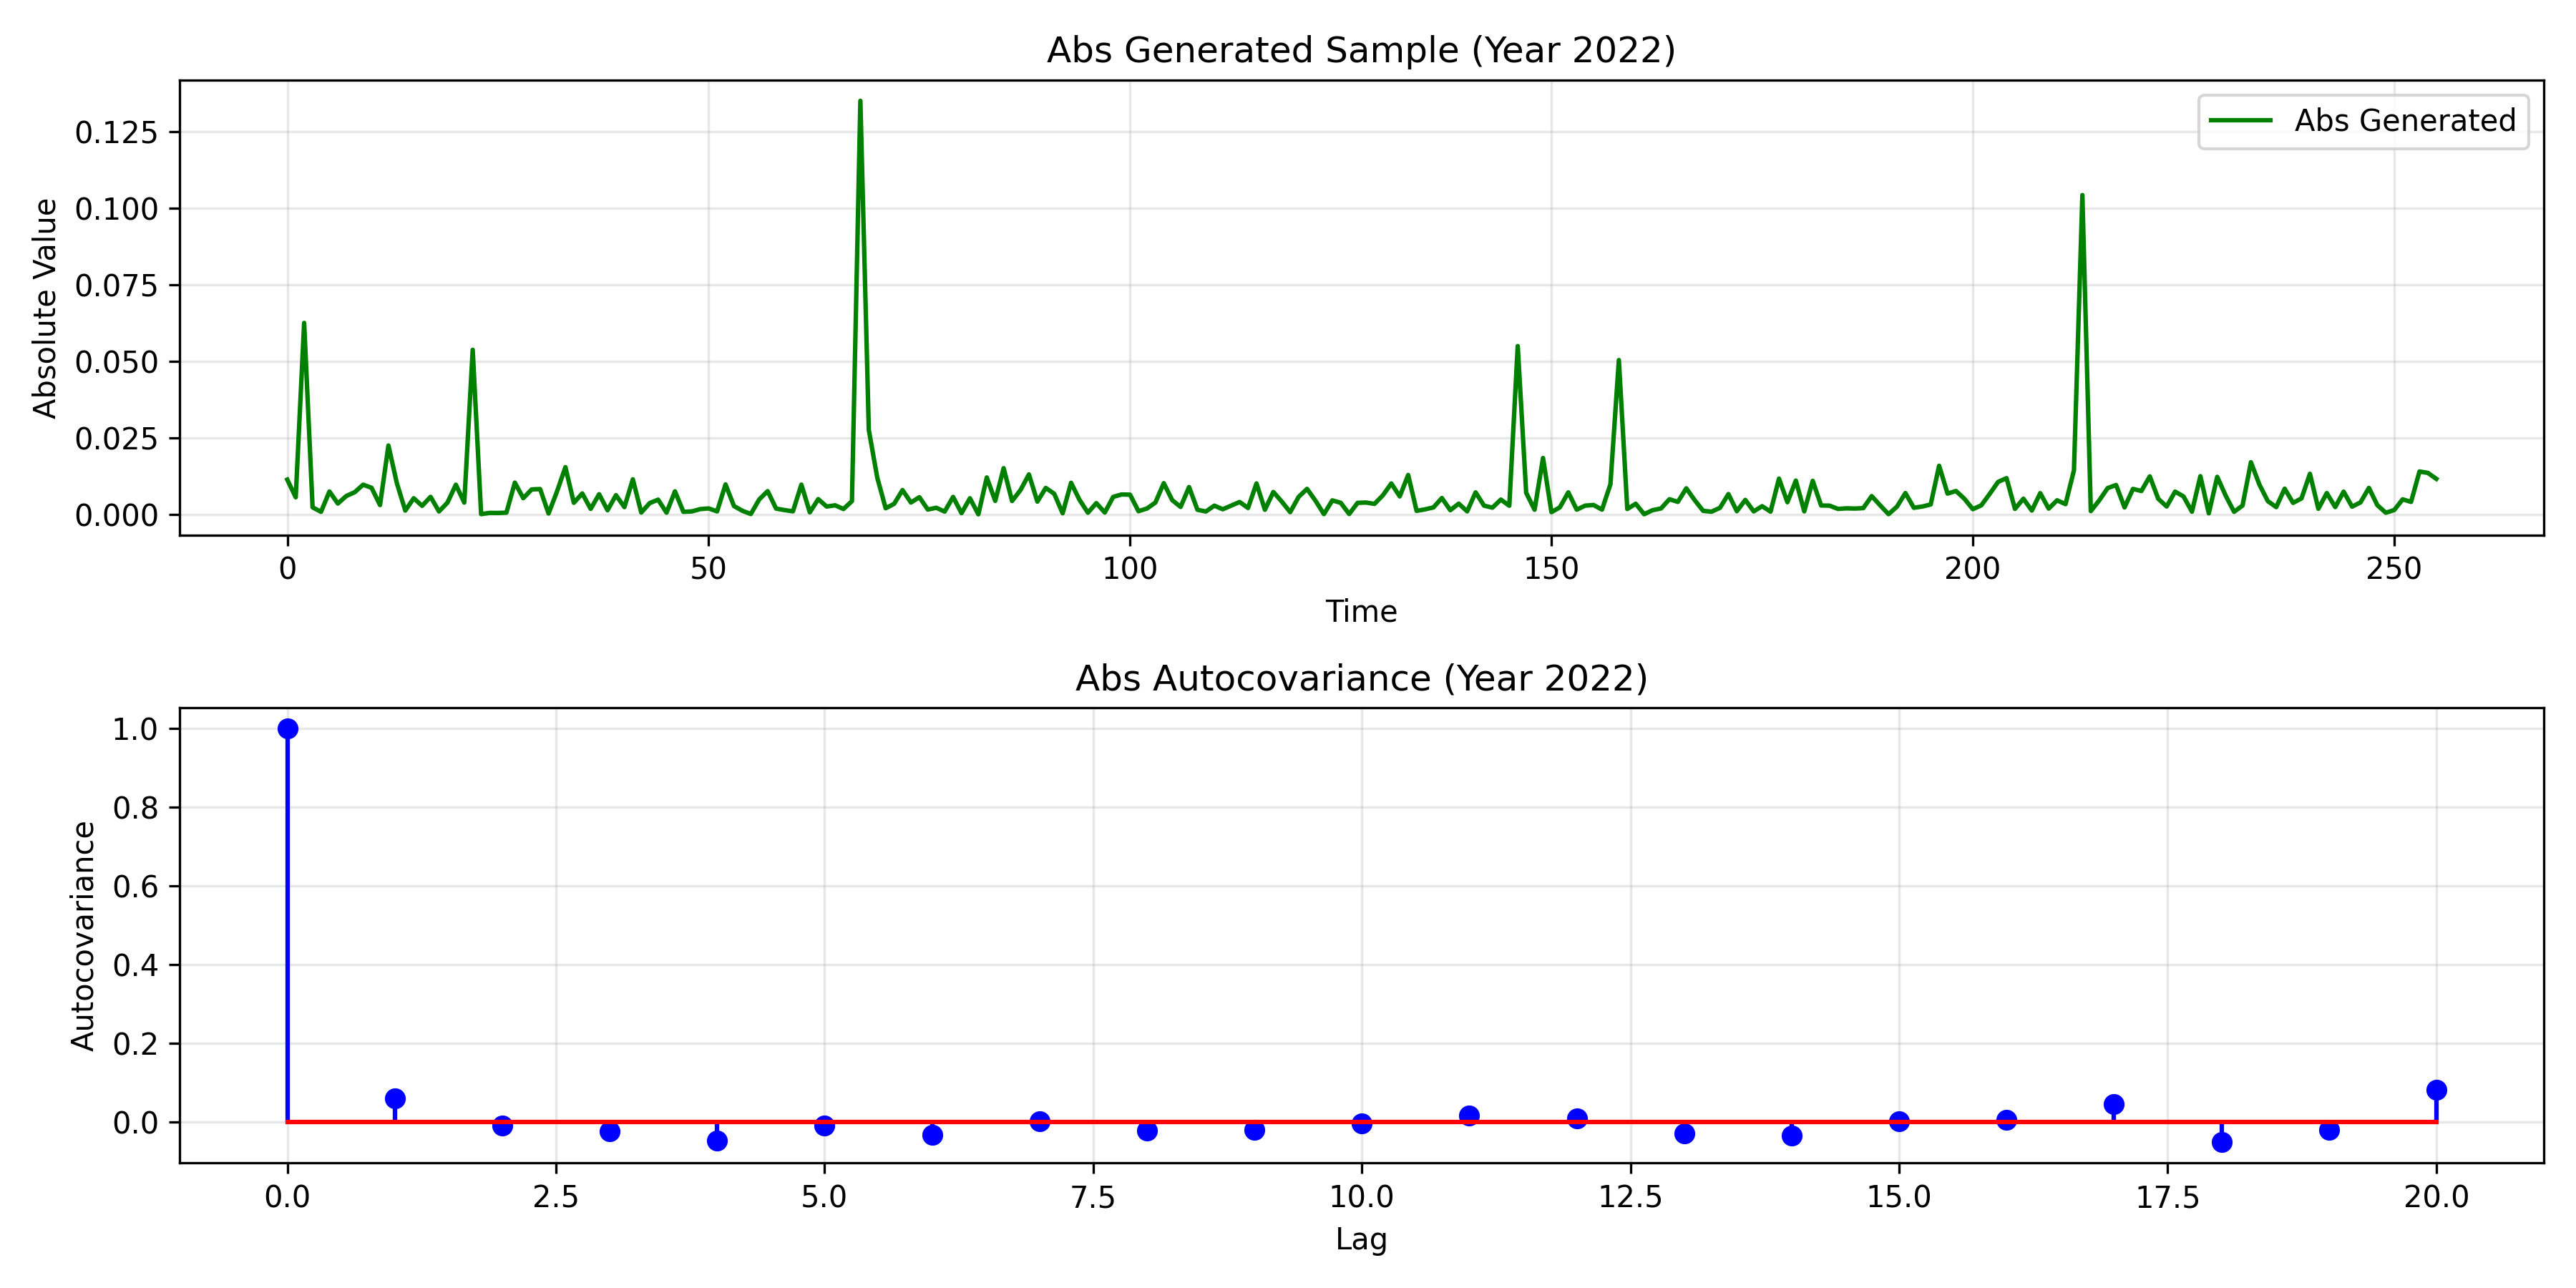 Abs Generated Sample (Year 2022)
0.125
0.100
0.075
0.050
0.025
0.000
Absolute Value
Abs Generated
0 50 100 150 200 250
Time
Abs Autocovariance (Year 2022)
1.0
0.8
0.6
0.4
0.2
0.0
Autocovariance
0.0 2.5 5.0 7.5 10.0 12.5 15.0 17.5 20.0
Lag